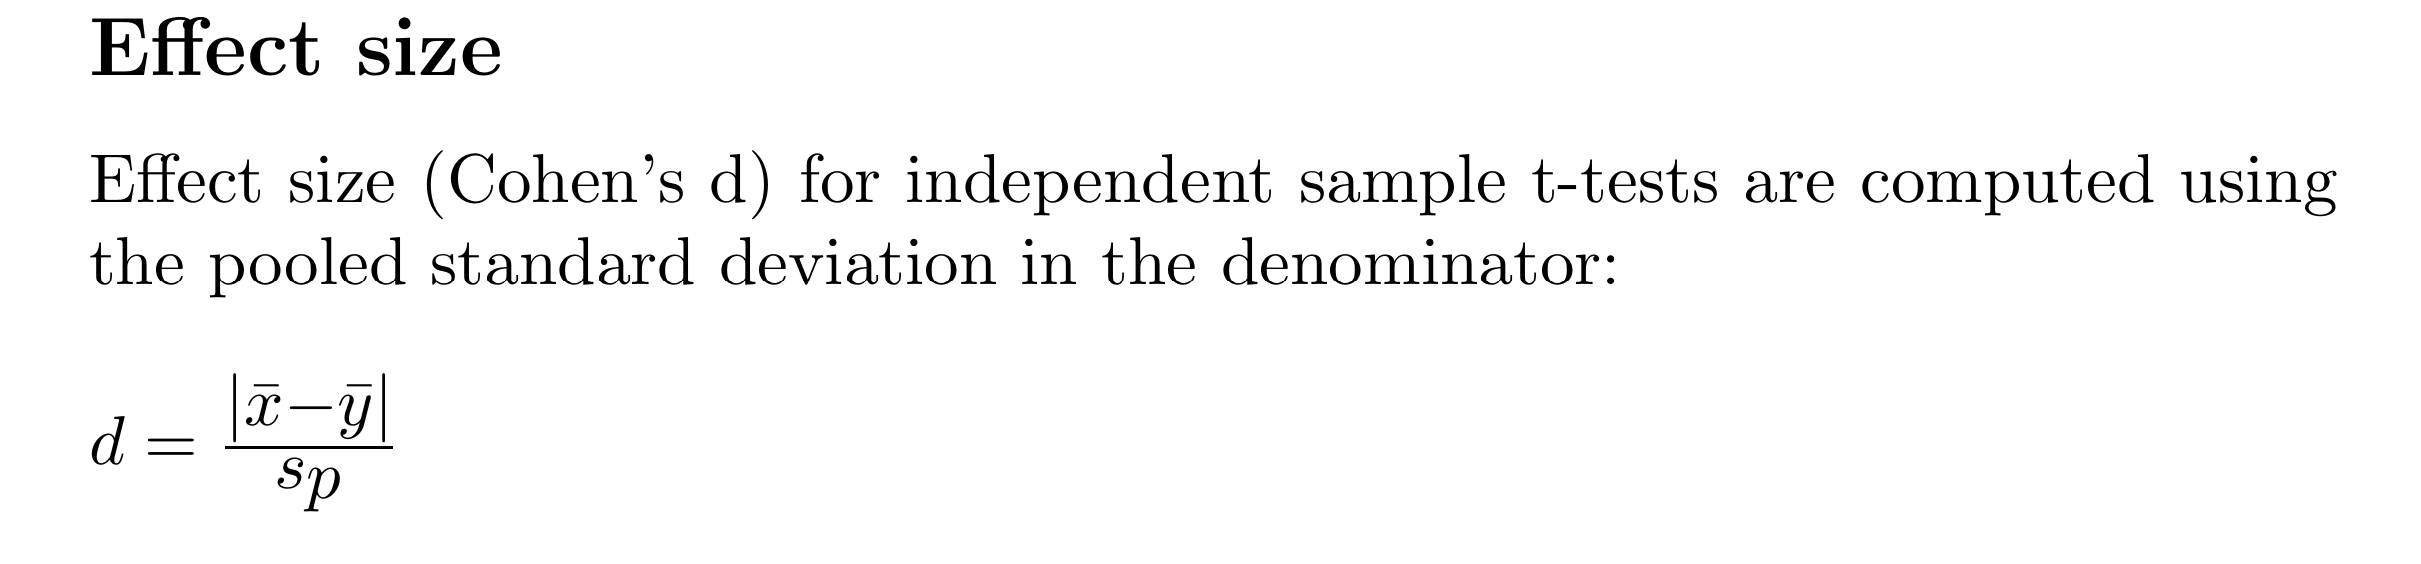 Effect size
Effect size (Cohen's d) for independent sample t-tests are computed using
the pooled standard deviation in the denominator:
d = |x̄−ȳ| / s_p